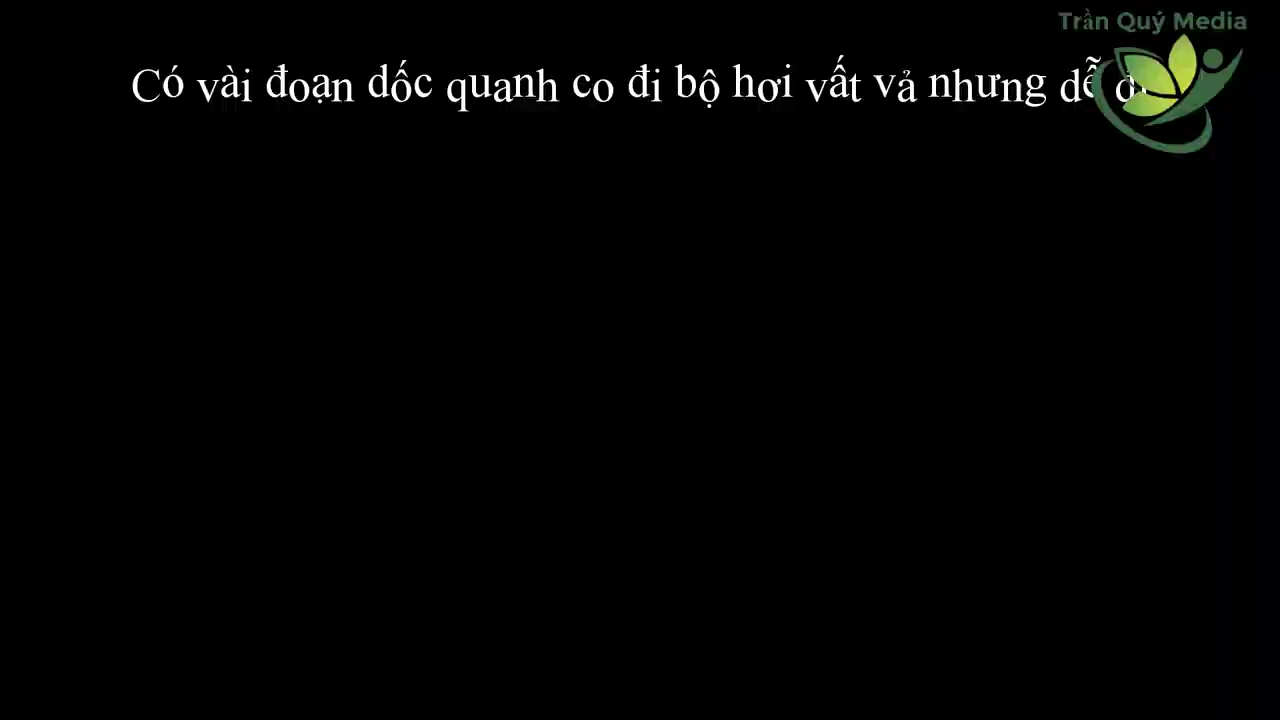 Trần Quý Media
Có vài đoạn dốc quanh co đi bộ hơi vất vả nhưng dễ